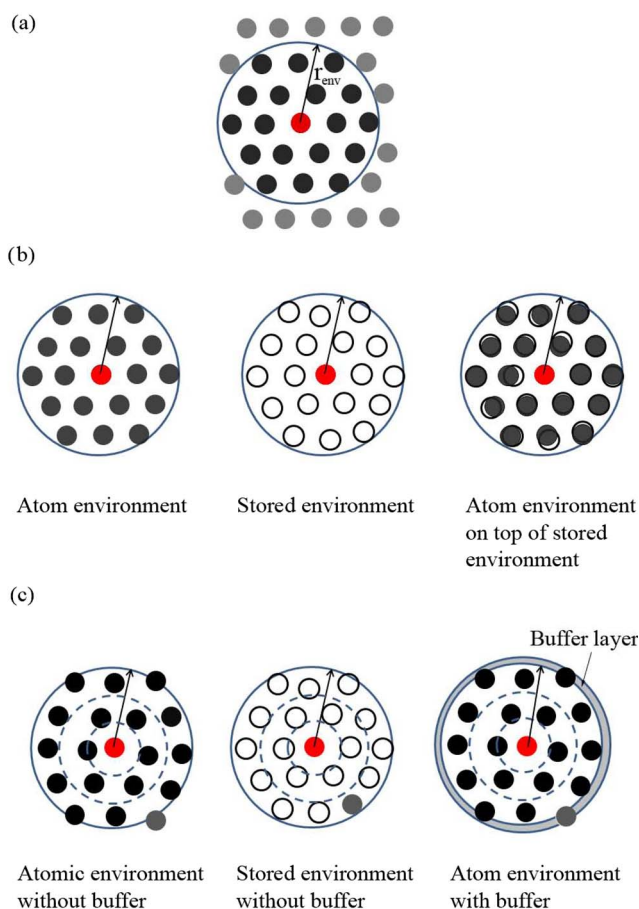 (a)
r_env
(b)
Atom environment
Stored environment
Atom environment
on top of stored
environment
(c)
Buffer layer
Atomic environment
without buffer
Stored environment
without buffer
Atom environment
with buffer